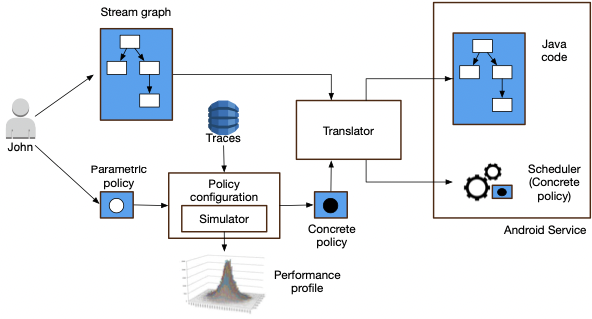 Stream graph
Java
code
John
Traces
Translator
Parametric
policy
Policy
configuration
Simulator
Concrete
policy
Scheduler
(Concrete
policy)
Android Service
Performance
profile